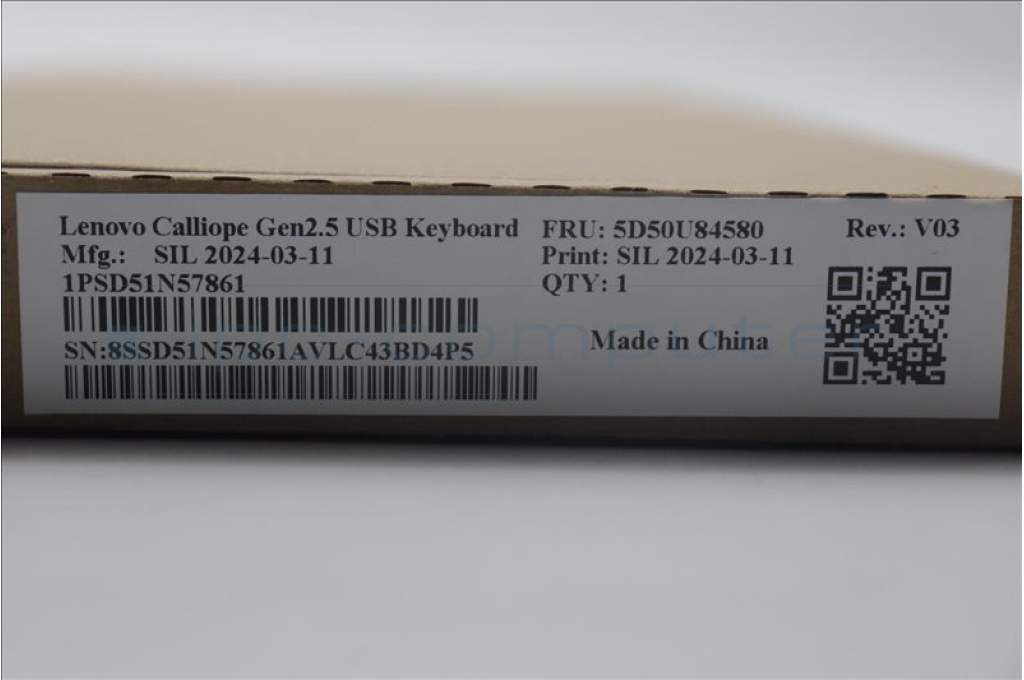 Lenovo Calliope Gen2.5 USB Keyboard
Mfg.: SIL 2024-03-11
1PSD51N57861
SN:8SSD51N57861AVLC43BD4P5
FRU: 5D50U84580
Print: SIL 2024-03-11
QTY: 1
Made in China
Rev.: V03